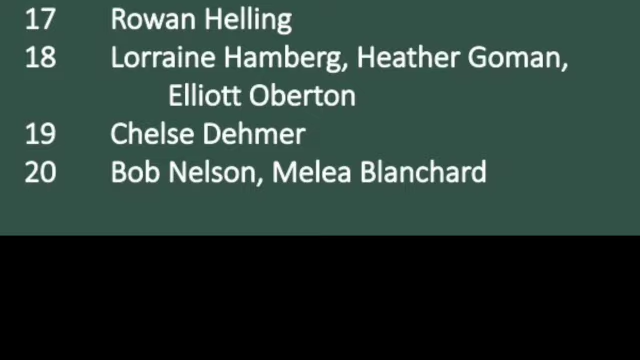 17 Rowan Helling
18 Lorraine Hamberg, Heather Goman,
Elliott Oberton
19 Chelse Dehmer
20 Bob Nelson, Melea Blanchard